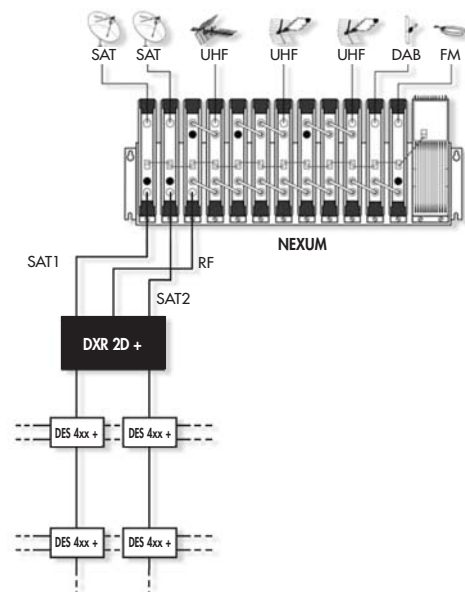 SAT SAT UHF UHF UHF DAB FM
NEXUM
SAT1 RF
SAT2
DXR 2D +
DES 4xx + DES 4xx +
DES 4xx + DES 4xx +